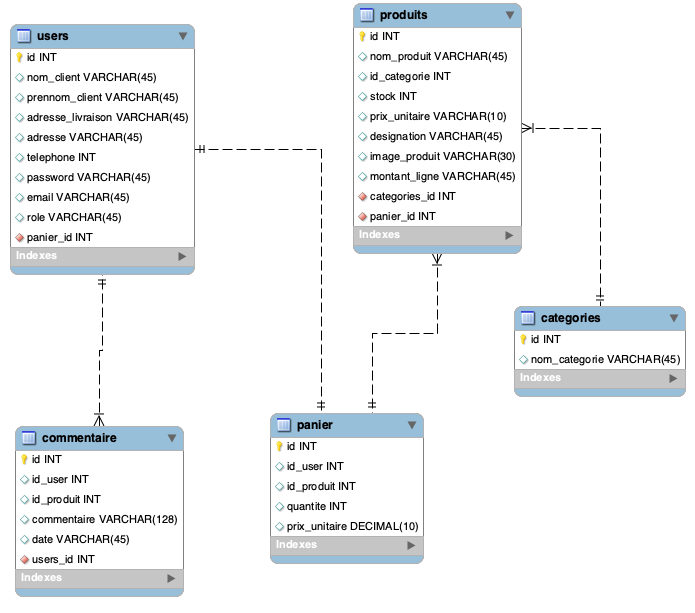 users
id INT
nom_client VARCHAR(45)
prennom_client VARCHAR(45)
adresse_livraison VARCHAR(45)
adresse VARCHAR(45)
telephone INT
password VARCHAR(45)
email VARCHAR(45)
role VARCHAR(45)
panier_id INT
Indexes
produits
id INT
nom_produit VARCHAR(45)
id_categorie INT
stock INT
prix_unitaire VARCHAR(10)
designation VARCHAR(45)
image_produit VARCHAR(30)
montant_ligne VARCHAR(45)
categories_id INT
panier_id INT
Indexes
categories
id INT
nom_categorie VARCHAR(45)
Indexes
commentaire
id INT
id_user INT
id_produit INT
commentaire VARCHAR(128)
date VARCHAR(45)
users_id INT
Indexes
panier
id INT
id_user INT
id_produit INT
quantite INT
prix_unitaire DECIMAL(10)
Indexes